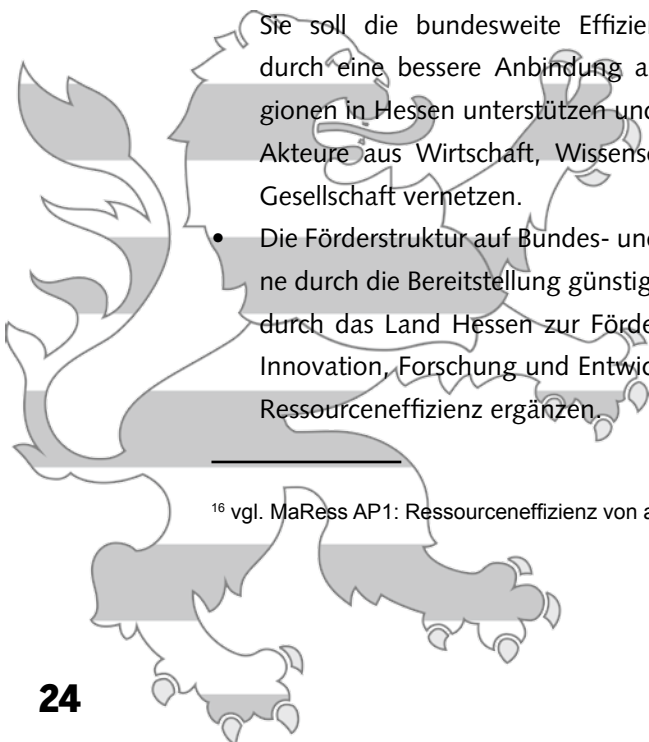 Sie soll die bundesweite Effizien
durch eine bessere Anbindung a
gionen in Hessen unterstützen und
Akteure aus Wirtschaft, Wissens
Gesellschaft vernetzen.
• Die Förderstruktur auf Bundes- und
ne durch die Bereitstellung günstig
durch das Land Hessen zur Förde
Innovation, Forschung und Entwic
Ressourceneffizienz ergänzen.
16 vgl. MaRess AP1: Ressourceneffizienz von a
24